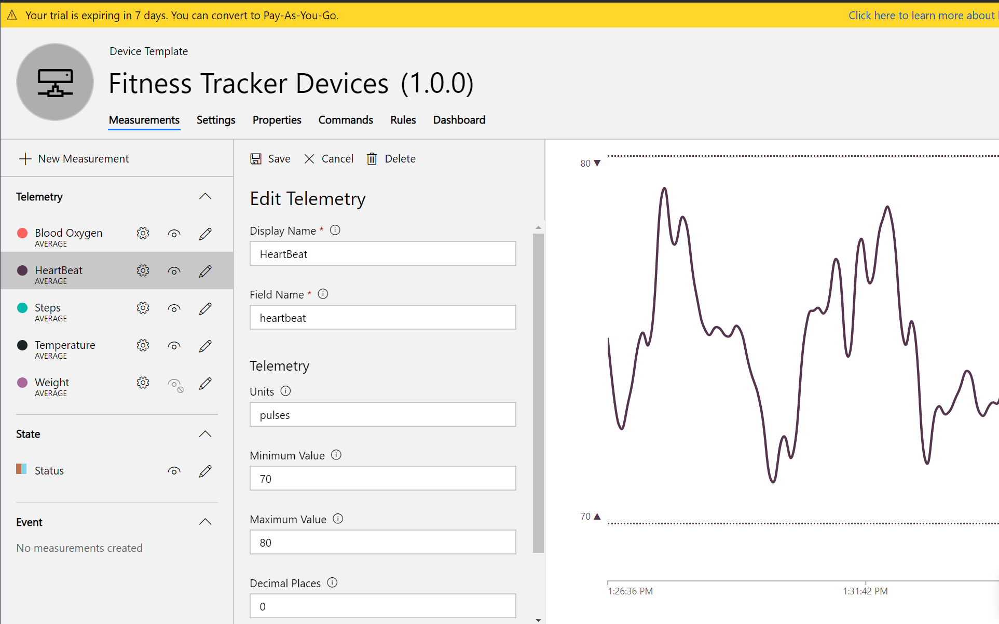 Your trial is expiring in 7 days. You can convert to Pay-As-You-Go.
Click here to learn more about
Device Template
Fitness Tracker Devices (1.0.0)
Measurements Settings Properties Commands Rules Dashboard
New Measurement
Telemetry
Blood Oxygen
AVERAGE
HeartBeat
AVERAGE
Steps
AVERAGE
Temperature
AVERAGE
Weight
AVERAGE
State
Status
Event
No measurements created
Save Cancel Delete
Edit Telemetry
Display Name *
HeartBeat
Field Name *
heartbeat
Telemetry
Units
pulses
Minimum Value
70
Maximum Value
80
Decimal Places
0
80
70
1:26:36 PM 1:31:42 PM